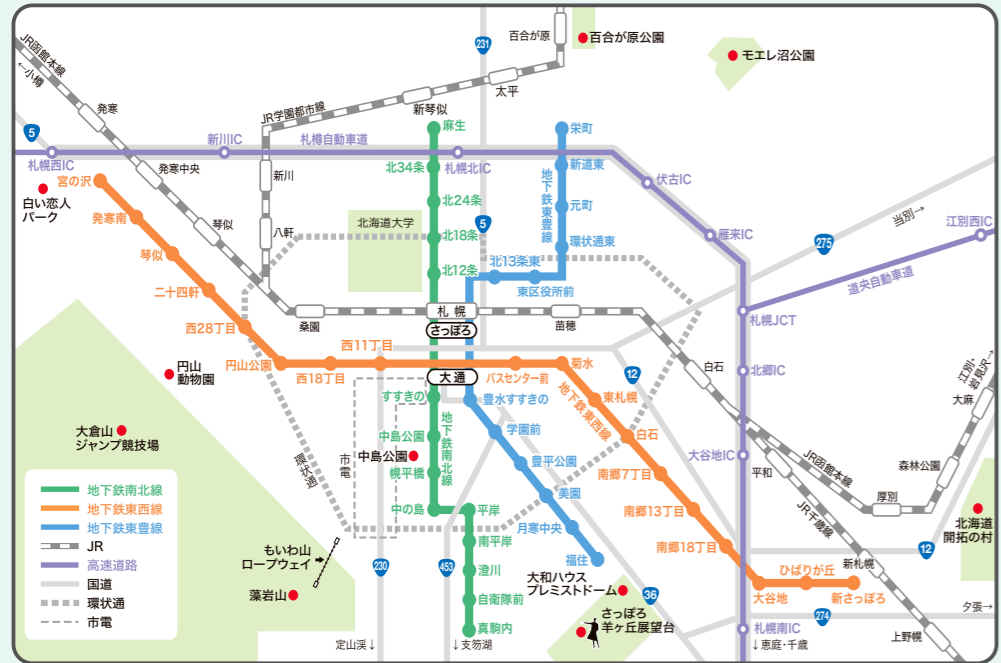 JR函館本線
←小樽
発寒
発寒中央
琴似
JR学園都市線
新川
八軒
新琴似
太平
百合が原
百合が原公園
モエレ沼公園
231
5
札幌西IC
新川IC
札樽自動車道
札幌北IC
伏古IC
雁来IC
当別→
江別西IC
275
道央自動車道
札幌JCT
北郷IC
大谷地IC
札幌南IC
↓恵庭・千歳
白い恋人
パーク
宮の沢
発寒南
琴似
二十四軒
西28丁目
円山公園
西18丁目
西11丁目
大通
バスセンター前
菊水
地下鉄東西線
東札幌
白石
南郷7丁目
南郷13丁目
南郷18丁目
大谷地
ひばりが丘
新さっぽろ
麻生
北34条
北24条
北18条
北12条
北海道大学
札幌
さっぽろ
すすきの
地下鉄南北線
中島公園
中島公園
幌平橋
中の島
平岸
南平岸
澄川
自衛隊前
真駒内
栄町
新道東
地下鉄東豊線
元町
環状通東
5
北13条東
東区役所前
豊水すすきの
学園前
豊平公園
美園
月寒中央
福住
桑園
苗穂
白石
12
平和
JR函館本線
JR千歳線
厚別
森林公園
大麻
江別・
岩見沢→
新札幌
上野幌
北海道
開拓の村
12
274
夕張→
円山
動物園
大倉山
ジャンプ競技場
環状通
市電
もいわ山
ロープウェイ
藻岩山
230
453
36
定山渓↓
↓支笏湖
大和ハウス
プレミストドーム
さっぽろ
羊ヶ丘展望台
地下鉄南北線
地下鉄東西線
地下鉄東豊線
JR
高速道路
国道
環状通
市電